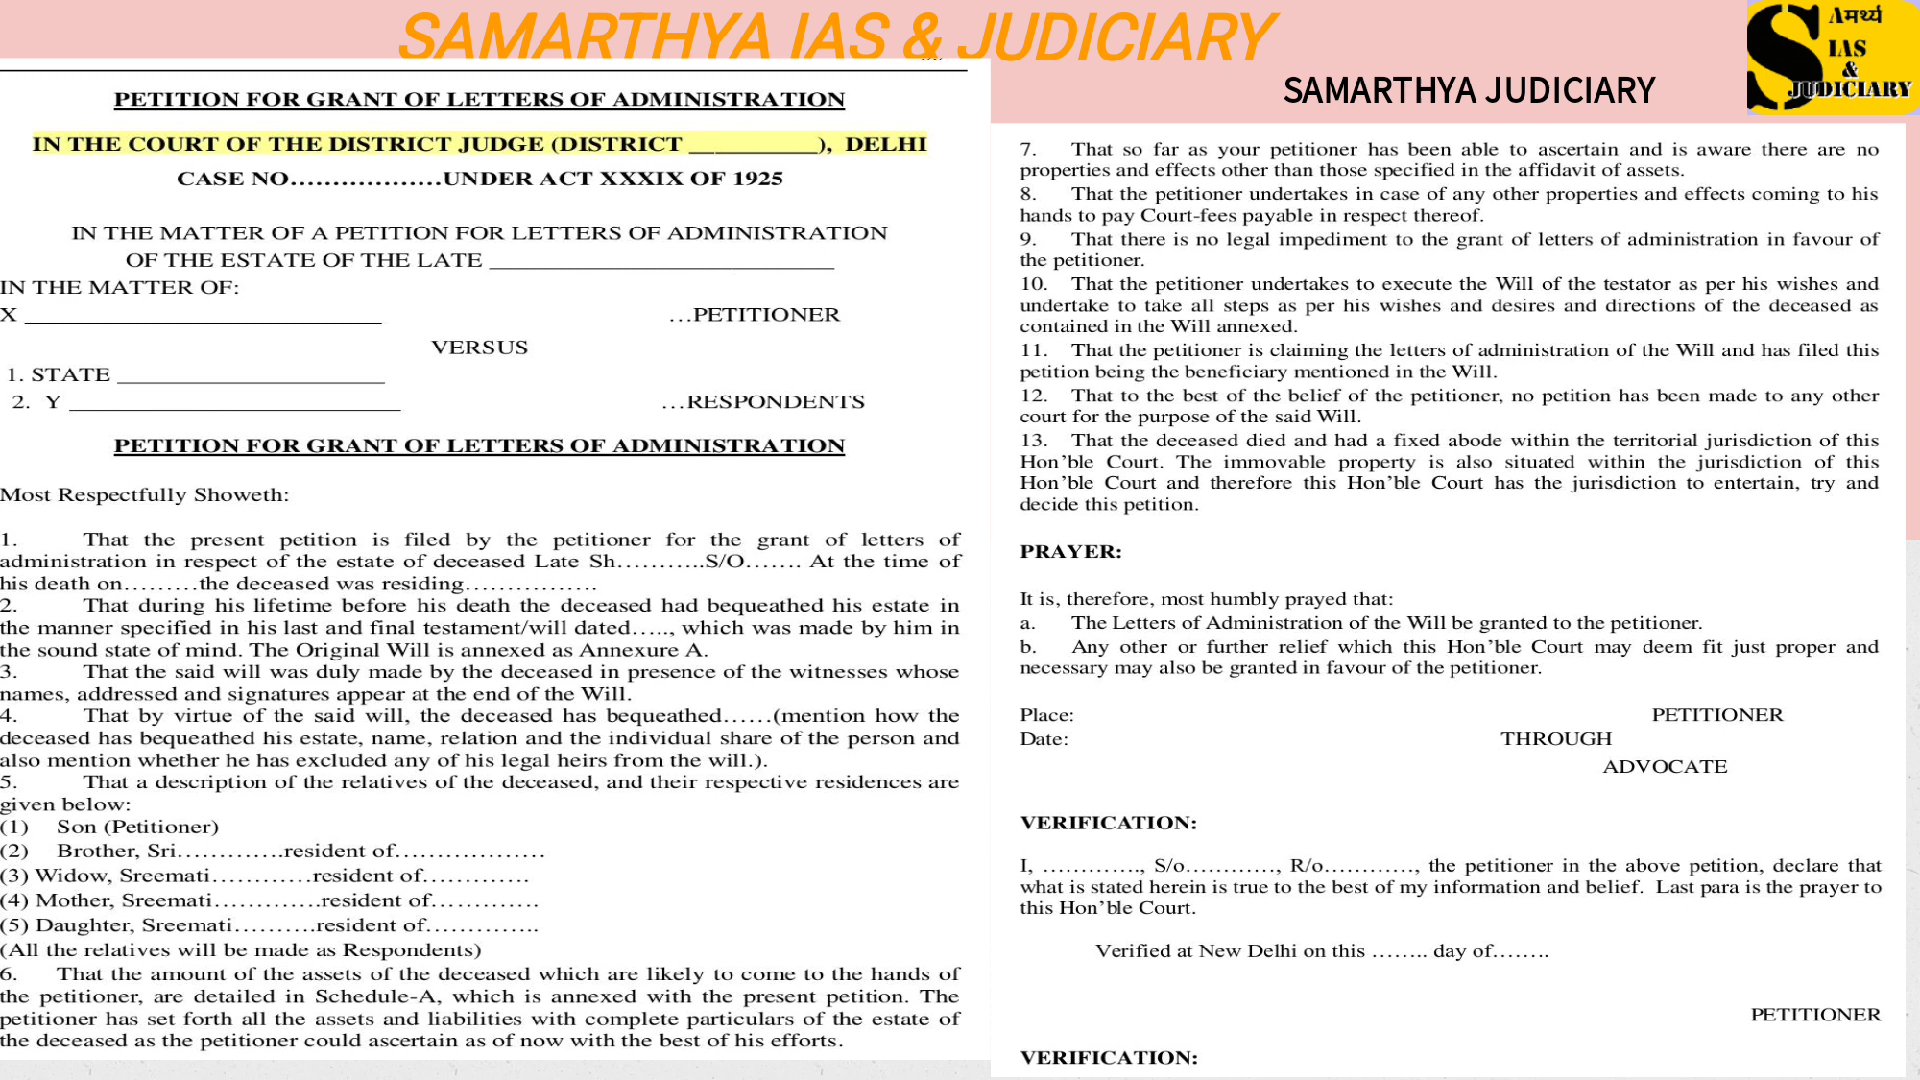 SAMARTHYA IAS & JUDICIARY
Aमर्थ्य
IAS
&
JUDICIARY
SAMARTHYA JUDICIARY
PETITION FOR GRANT OF LETTERS OF ADMINISTRATION
IN THE COURT OF THE DISTRICT JUDGE (DISTRICT __________), DELHI
CASE NO………………UNDER ACT XXXIX OF 1925
IN THE MATTER OF A PETITION FOR LETTERS OF ADMINISTRATION
OF THE ESTATE OF THE LATE _____________________________
IN THE MATTER OF:
X ______________________________ …PETITIONER
VERSUS
1. STATE ______________________
2. Y ____________________________ …RESPONDENTS
PETITION FOR GRANT OF LETTERS OF ADMINISTRATION
Most Respectfully Showeth:
1. That the present petition is filed by the petitioner for the grant of letters of
administration in respect of the estate of deceased Late Sh………..S/O……. At the time of
his death on………the deceased was residing…………….
2. That during his lifetime before his death the deceased had bequeathed his estate in
the manner specified in his last and final testament/will dated….., which was made by him in
the sound state of mind. The Original Will is annexed as Annexure A.
3. That the said will was duly made by the deceased in presence of the witnesses whose
names, addressed and signatures appear at the end of the Will.
4. That by virtue of the said will, the deceased has bequeathed……(mention how the
deceased has bequeathed his estate, name, relation and the individual share of the person and
also mention whether he has excluded any of his legal heirs from the will.).
5. That a description of the relatives of the deceased, and their respective residences are
given below:
(1) Son (Petitioner)
(2) Brother, Sri………….resident of………………
(3) Widow, Sreemati…………resident of………….
(4) Mother, Sreemati………….resident of………….
(5) Daughter, Sreemati……….resident of…………..
(All the relatives will be made as Respondents)
6. That the amount of the assets of the deceased which are likely to come to the hands of
the petitioner, are detailed in Schedule-A, which is annexed with the present petition. The
petitioner has set forth all the assets and liabilities with complete particulars of the estate of
the deceased as the petitioner could ascertain as of now with the best of his efforts.
7. That so far as your petitioner has been able to ascertain and is aware there are no
properties and effects other than those specified in the affidavit of assets.
8. That the petitioner undertakes in case of any other properties and effects coming to his
hands to pay Court-fees payable in respect thereof.
9. That there is no legal impediment to the grant of letters of administration in favour of
the petitioner.
10. That the petitioner undertakes to execute the Will of the testator as per his wishes and
undertake to take all steps as per his wishes and desires and directions of the deceased as
contained in the Will annexed.
11. That the petitioner is claiming the letters of administration of the Will and has filed this
petition being the beneficiary mentioned in the Will.
12. That to the best of the belief of the petitioner, no petition has been made to any other
court for the purpose of the said Will.
13. That the deceased died and had a fixed abode within the territorial jurisdiction of this
Hon’ble Court. The immovable property is also situated within the jurisdiction of this
Hon’ble Court and therefore this Hon’ble Court has the jurisdiction to entertain, try and
decide this petition.
PRAYER:
It is, therefore, most humbly prayed that:
a. The Letters of Administration of the Will be granted to the petitioner.
b. Any other or further relief which this Hon’ble Court may deem fit just proper and
necessary may also be granted in favour of the petitioner.
Place: PETITIONER
Date: THROUGH
ADVOCATE
VERIFICATION:
I, …………., S/o…………, R/o…………, the petitioner in the above petition, declare that
what is stated herein is true to the best of my information and belief. Last para is the prayer to
this Hon’ble Court.
Verified at New Delhi on this …….. day of……..
PETITIONER
VERIFICATION: